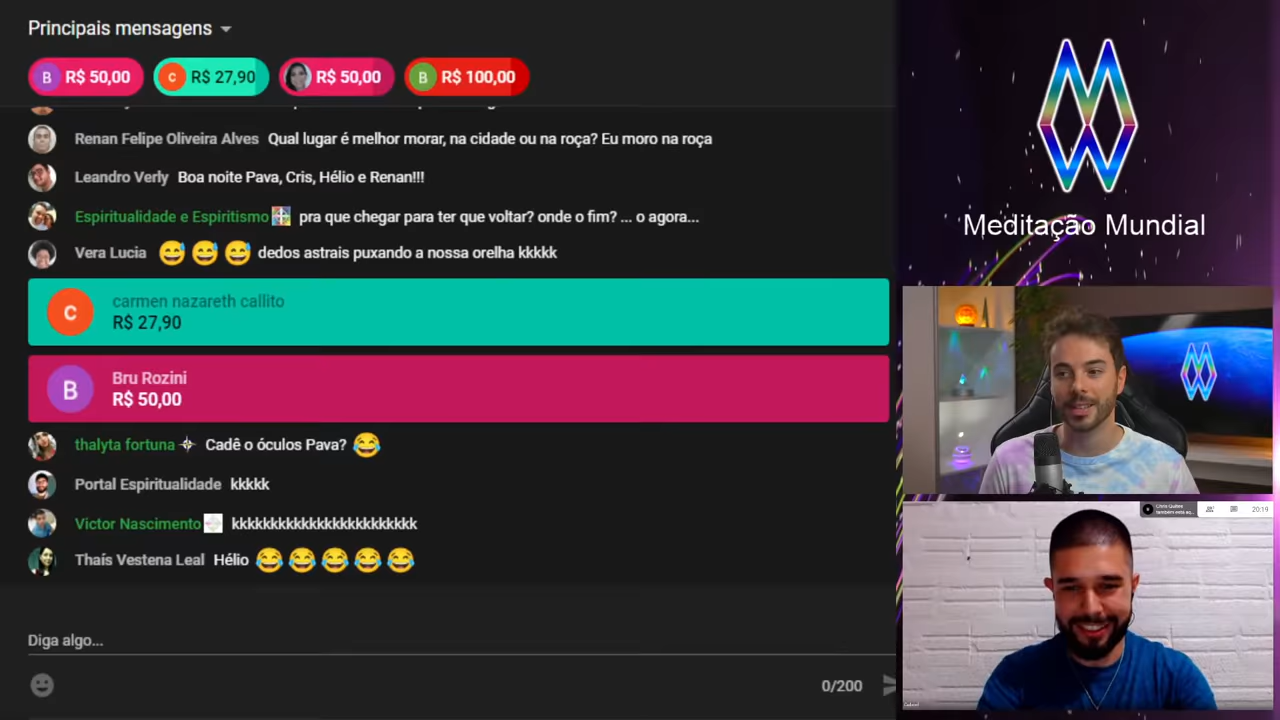 Principais mensagens
B R$ 50,00
C R$ 27,90
R$ 50,00
B R$ 100,00
Renan Felipe Oliveira Alves Qual lugar é melhor morar, na cidade ou na roça? Eu moro na roça
Leandro Verly Boa noite Pava, Cris, Hélio e Renan!!!
Espiritualidade e Espíritismo pra que chegar para ter que voltar? onde o fim? ... o agora...
Vera Lucia 😅 😅 😅 dedos astrais puxando a nossa orelha kkkkk
C
carmen nazareth callito
R$ 27,90
B
Bru Rozini
R$ 50,00
thalyta fortuna Cadê o óculos Pava? 😂
Portal Espiritualidade kkkkk
Victor Nascimento kkkkkkkkkkkkkkkkkkkkkkkk
Thaís Vestena Leal Hélio 😂 😂 😂 😂 😂
Diga algo...
0/200
Meditação Mundial
20:19